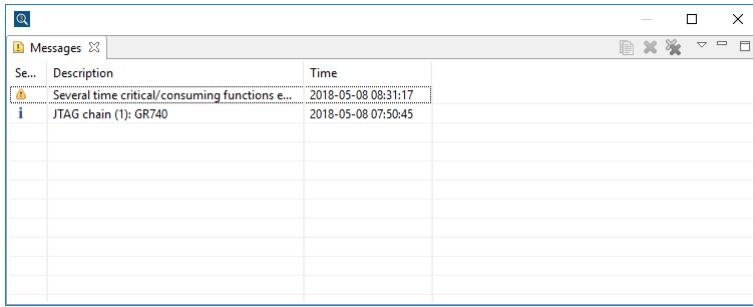 Messages
Se... Description Time
Several time critical/consuming functions e... 2018-05-08 08:31:17
JTAG chain (1): GR740 2018-05-08 07:50:45